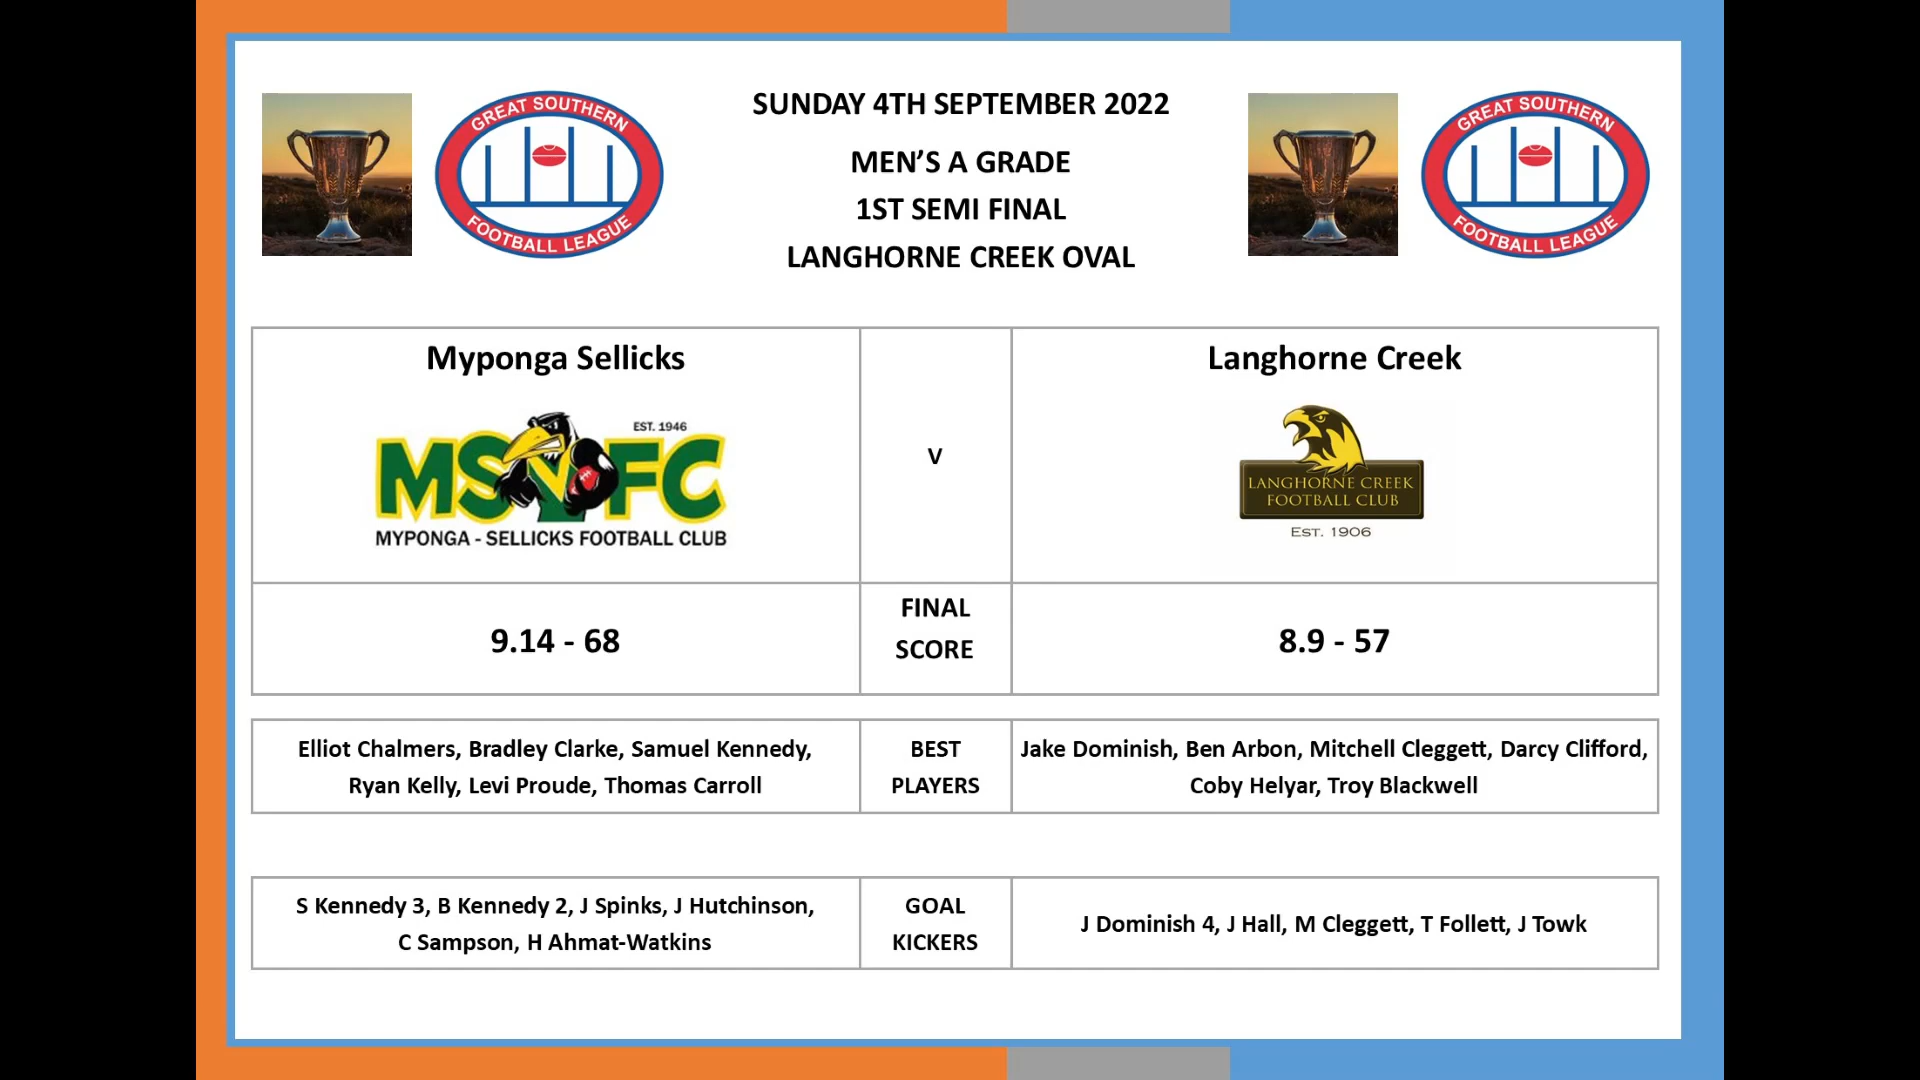 GREAT SOUTHERN
FOOTBALL LEAGUE
SUNDAY 4TH SEPTEMBER 2022
MEN’S A GRADE
1ST SEMI FINAL
LANGHORNE CREEK OVAL
GREAT SOUTHERN
FOOTBALL LEAGUE
Myponga Sellicks
EST. 1946
MSFC
MYPONGA - SELLICKS FOOTBALL CLUB
V
Langhorne Creek
LANGHORNE CREEK
FOOTBALL CLUB
EST. 1906
9.14 - 68
FINAL
SCORE
8.9 - 57
Elliot Chalmers, Bradley Clarke, Samuel Kennedy,
Ryan Kelly, Levi Proude, Thomas Carroll
BEST
PLAYERS
Jake Dominish, Ben Arbon, Mitchell Cleggett, Darcy Clifford,
Coby Helyar, Troy Blackwell
S Kennedy 3, B Kennedy 2, J Spinks, J Hutchinson,
C Sampson, H Ahmat-Watkins
GOAL
KICKERS
J Dominish 4, J Hall, M Cleggett, T Follett, J Towk